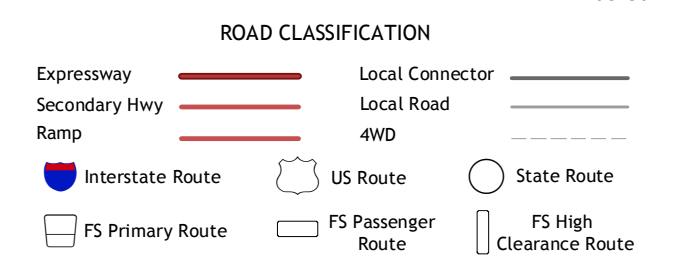 ROAD CLASSIFICATION
Expressway
Local Connector
Secondary Hwy
Local Road
Ramp
4WD
Interstate Route
US Route
State Route
FS Primary Route
FS Passenger
Route
FS High
Clearance Route